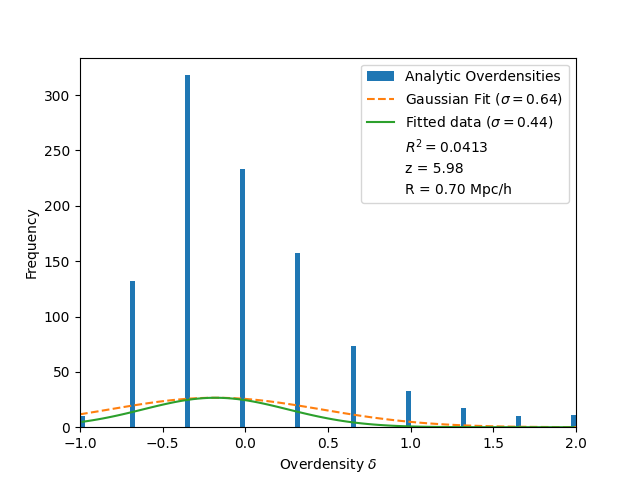 Analytic Overdensities
Gaussian Fit (σ = 0.64)
Fitted data (σ = 0.44)
R² = 0.0413
z = 5.98
R = 0.70 Mpc/h
300
250
200
150
100
50
0
Frequency
−1.0 −0.5 0.0 0.5 1.0 1.5 2.0
Overdensity δ